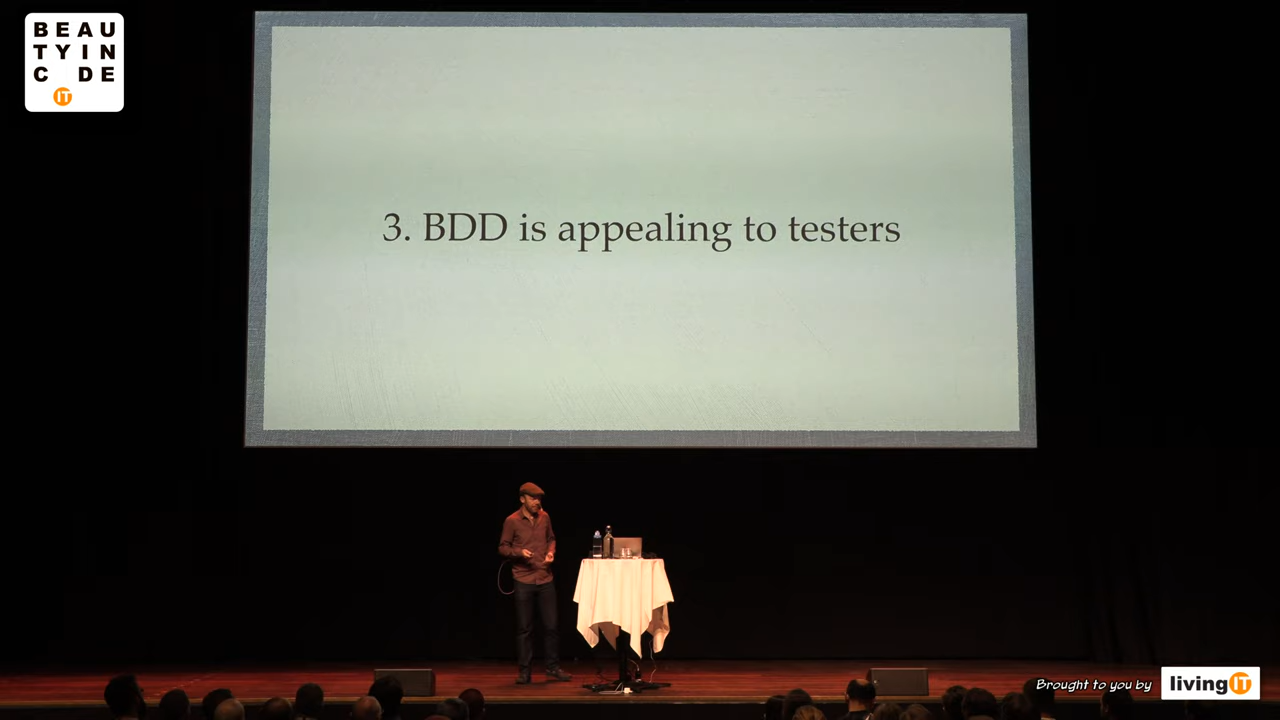 BEAU
TYIN
C DE
IT
3. BDD is appealing to testers
Brought to you by
livingIT